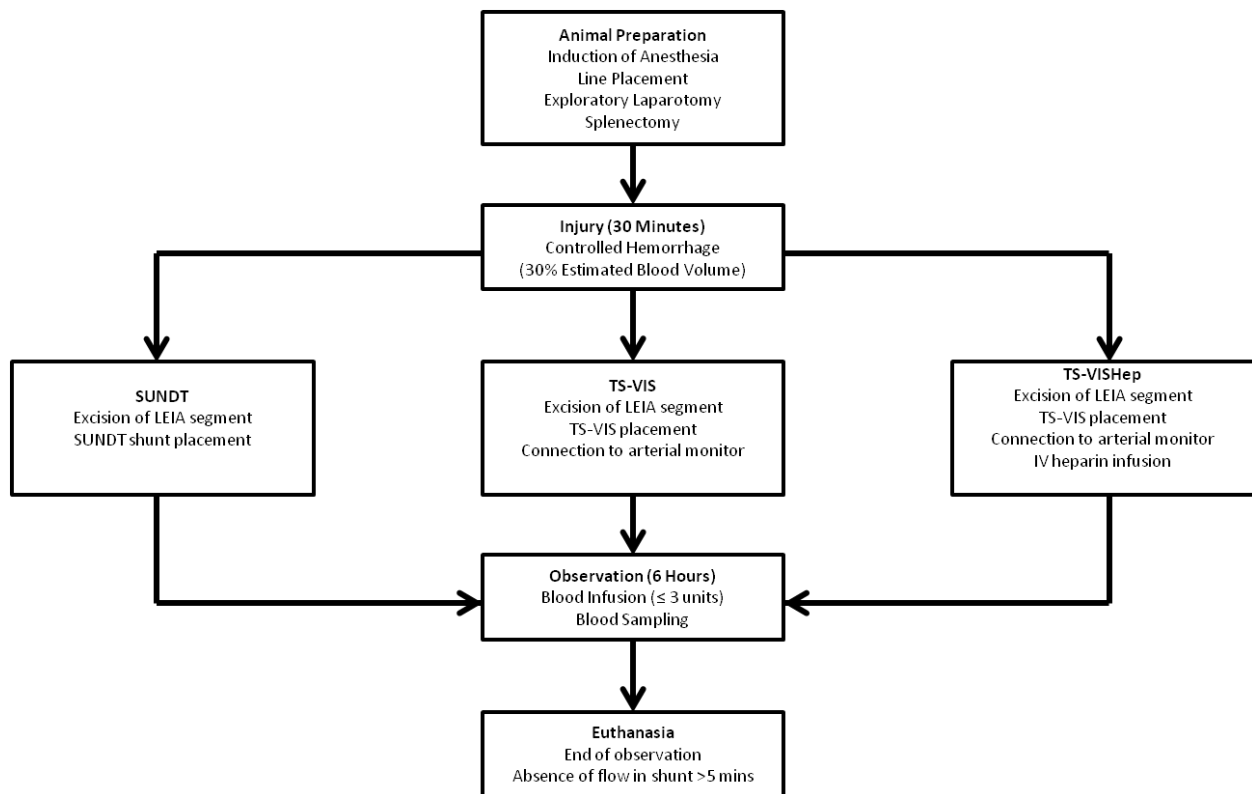 Animal Preparation
Induction of Anesthesia
Line Placement
Exploratory Laparotomy
Splenectomy
Injury (30 Minutes)
Controlled Hemorrhage
(30% Estimated Blood Volume)
SUNDT
Excision of LEIA segment
SUNDT shunt placement
TS-VIS
Excision of LEIA segment
TS-VIS placement
Connection to arterial monitor
TS-VISHep
Excision of LEIA segment
TS-VIS placement
Connection to arterial monitor
IV heparin infusion
Observation (6 Hours)
Blood Infusion (≤ 3 units)
Blood Sampling
Euthanasia
End of observation
Absence of flow in shunt >5 mins